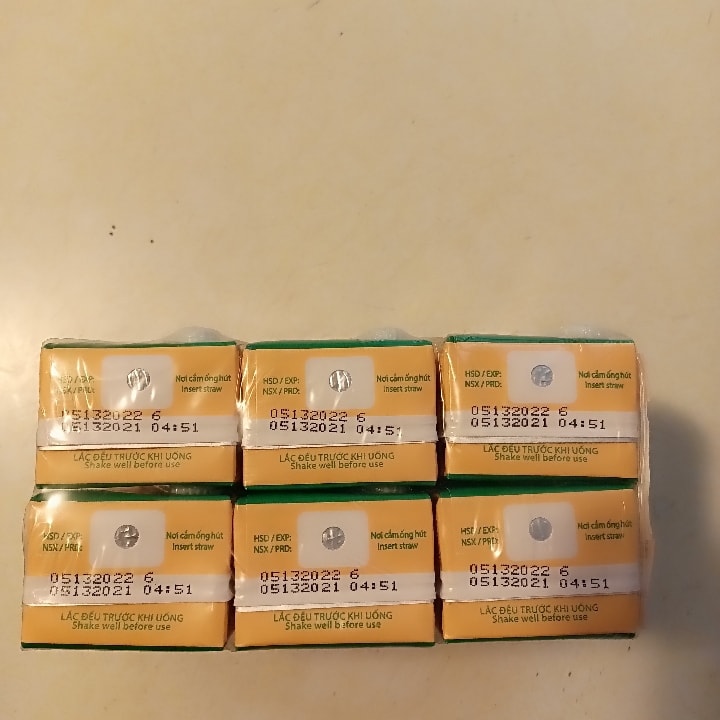 HSD / EXP: Nơi cắm ống hút
NSX / PRD: Insert straw
05132022 6
05132021 04:51
LẮC ĐỀU TRƯỚC KHI UỐNG
Shake well before use
HSD / EXP: Nơi cắm ống hút
NSX / PRD: Insert straw
05132022 6
05132021 04:51
LẮC ĐỀU TRƯỚC KHI UỐNG
Shake well before use
HSD / EXP: Nơi cắm ống hút
NSX / PRD: Insert straw
05132022 6
05132021 04:51
LẮC ĐỀU TRƯỚC KHI UỐNG
Shake well before use
HSD / EXP: Nơi cắm ống hút
NSX / PRD: Insert straw
05132022 6
05132021 04:51
LẮC ĐỀU TRƯỚC KHI UỐNG
Shake well before use
HSD / EXP: Nơi cắm ống hút
NSX / PRD: Insert straw
05132022 6
05132021 04:51
LẮC ĐỀU TRƯỚC KHI UỐNG
Shake well before use
HSD / EXP: Nơi cắm ống hút
NSX / PRD: Insert straw
05132022 6
05132021 04:51
LẮC ĐỀU TRƯỚC KHI UỐNG
Shake well before use